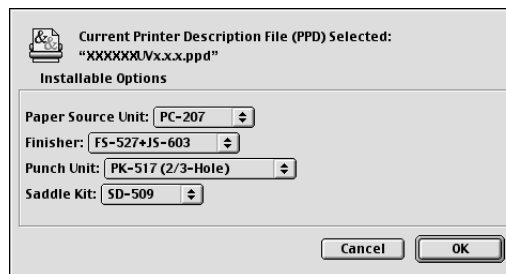 Current Printer Description File (PPD) Selected:
"XXXXXXUVx.x.x.ppd"
Installable Options
Paper Source Unit: PC-207
Finisher: FS-527+JS-603
Punch Unit: PK-517 (2/3-Hole)
Saddle Kit: SD-509
Cancel OK